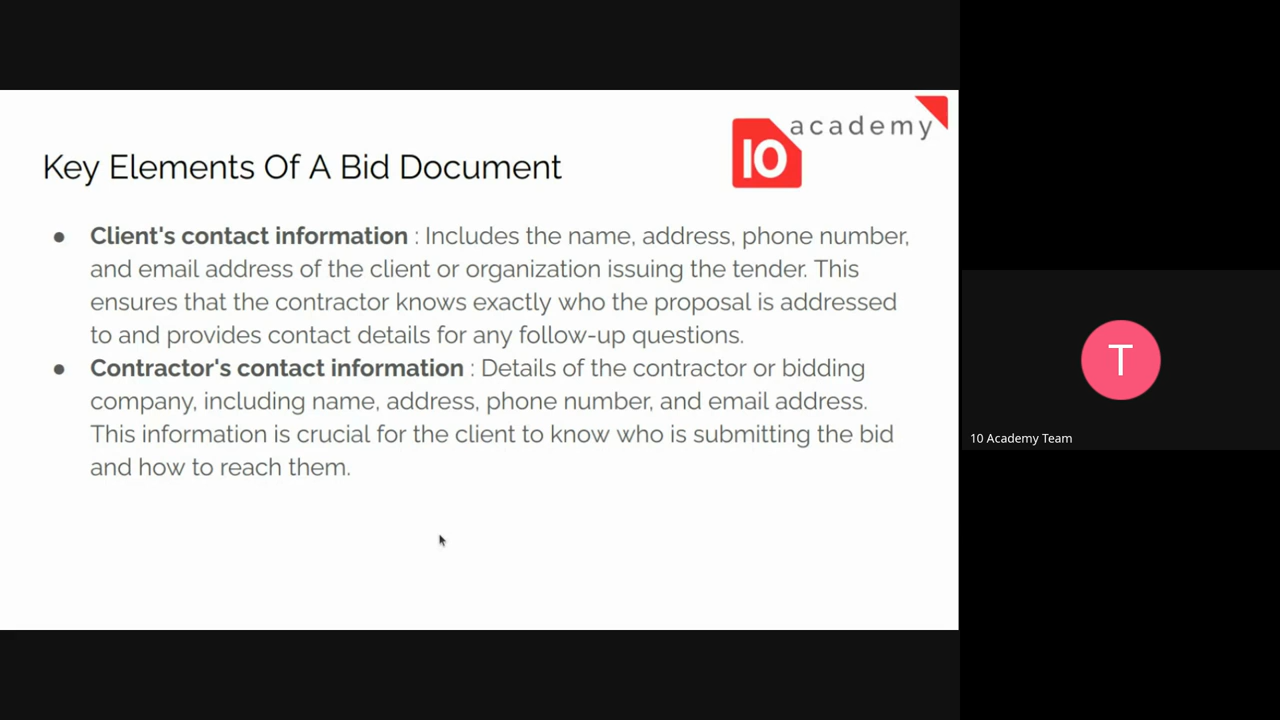 10 academy
Key Elements Of A Bid Document
● Client's contact information : Includes the name, address, phone number,
and email address of the client or organization issuing the tender. This
ensures that the contractor knows exactly who the proposal is addressed
to and provides contact details for any follow-up questions.
● Contractor's contact information : Details of the contractor or bidding
company, including name, address, phone number, and email address.
This information is crucial for the client to know who is submitting the bid
and how to reach them.
T
10 Academy Team